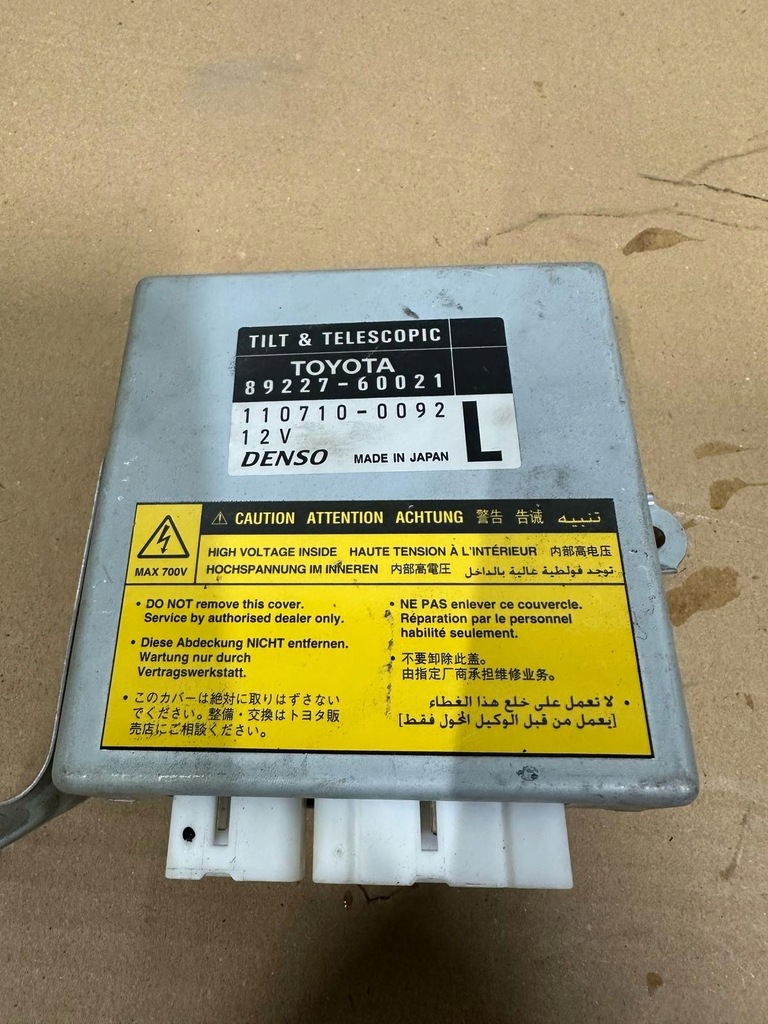 TILT & TELESCOPIC
TOYOTA
89227-60021
110710-0092
12V
L
DENSO MADE IN JAPAN
⚠ CAUTION ATTENTION ACHTUNG 警告 告诫 تنبيه
MAX 700V
HIGH VOLTAGE INSIDE HAUTE TENSION À L'INTÉRIEUR 内部高电压
HOCHSPANNUNG IM INNEREN 内部高電圧 توجد فولطية عالية بالداخل
• DO NOT remove this cover.
Service by authorised dealer only.
• Diese Abdeckung NICHT entfernen.
Wartung nur durch
Vertragswerkstatt.
• このカバーは絶対に取りはずさない
でください。整備・交換はトヨタ販
売店にご相談ください。
• NE PAS enlever ce couvercle.
Réparation par le personnel
habilité seulement.
• 不要卸除此盖。
由指定厂商承担维修业务。
• لا تعمل على خلع هذا الغطاء
[يعمل من قبل الوكيل المخول فقط]